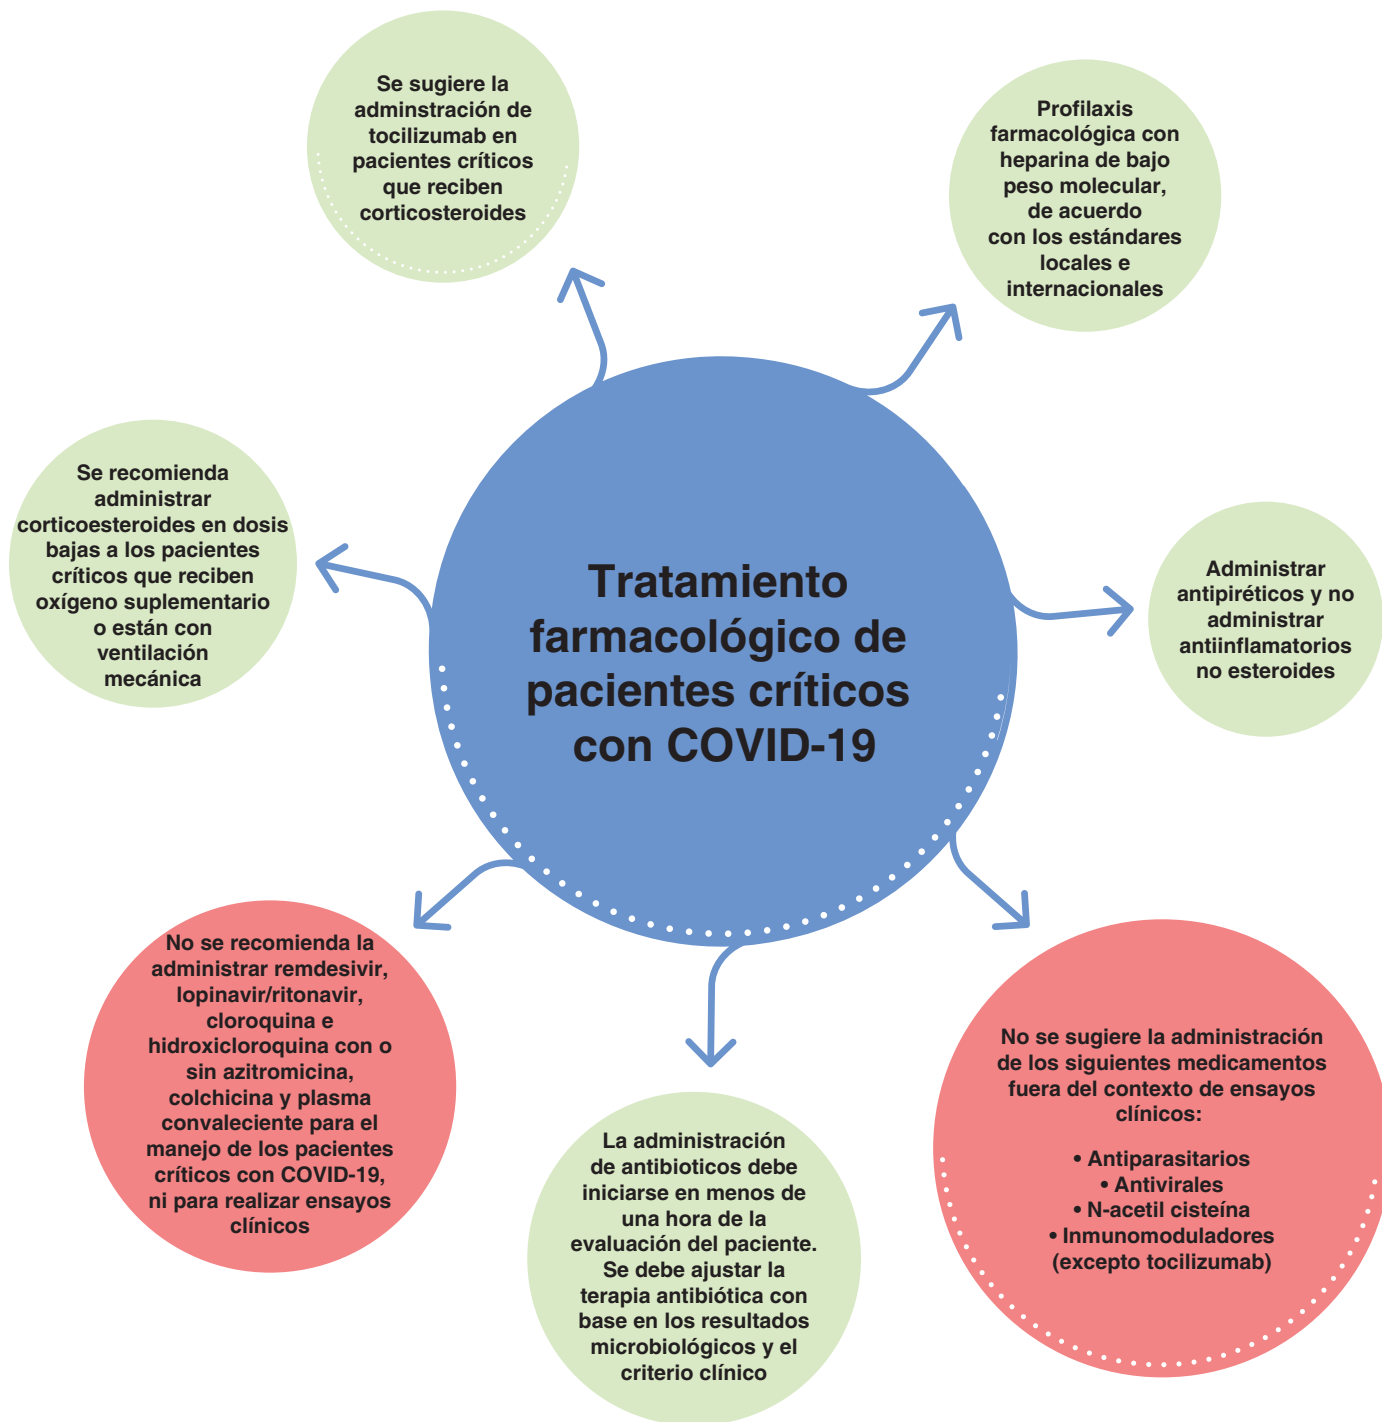 Se sugiere la
adminstración de
tocilizumab en
pacientes críticos
que reciben
corticosteroides
Profilaxis
farmacológica con
heparina de bajo
peso molecular,
de acuerdo
con los estándares
locales e
internacionales
Se recomienda
administrar
corticoesteroides en dosis
bajas a los pacientes
críticos que reciben
oxígeno suplementario
o están con
ventilación
mecánica
Tratamiento
farmacológico de
pacientes críticos
con COVID-19
Administrar
antipiréticos y no
administrar
antiinflamatorios
no esteroides
No se recomienda la
administrar remdesivir,
lopinavir/ritonavir,
cloroquina e
hidroxicloroquina con o
sin azitromicina,
colchicina y plasma
convaleciente para el
manejo de los pacientes
críticos con COVID-19,
ni para realizar ensayos
clínicos
La administración
de antibioticos debe
iniciarse en menos de
una hora de la
evaluación del paciente.
Se debe ajustar la
terapia antibiótica con
base en los resultados
microbiológicos y el
criterio clínico
No se sugiere la administración
de los siguientes medicamentos
fuera del contexto de ensayos
clínicos:
• Antiparasitarios
• Antivirales
• N-acetil cisteína
• Inmunomoduladores
(excepto tocilizumab)